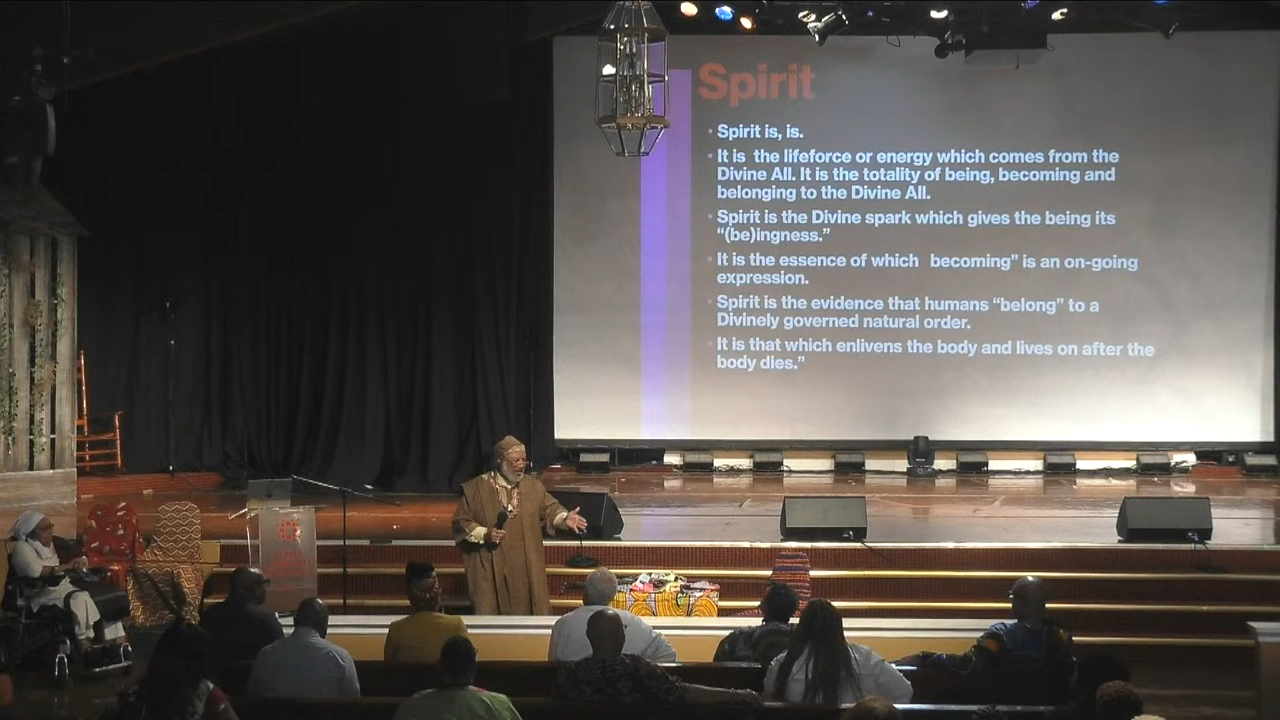 Spirit
• Spirit is, is.
• It is the lifeforce or energy which comes from the
Divine All. It is the totality of being, becoming and
belonging to the Divine All.
• Spirit is the Divine spark which gives the being its
“(be)ingness.”
• It is the essence of which becoming” is an on-going
expression.
• Spirit is the evidence that humans “belong” to a
Divinely governed natural order.
• It is that which enlivens the body and lives on after the
body dies.”